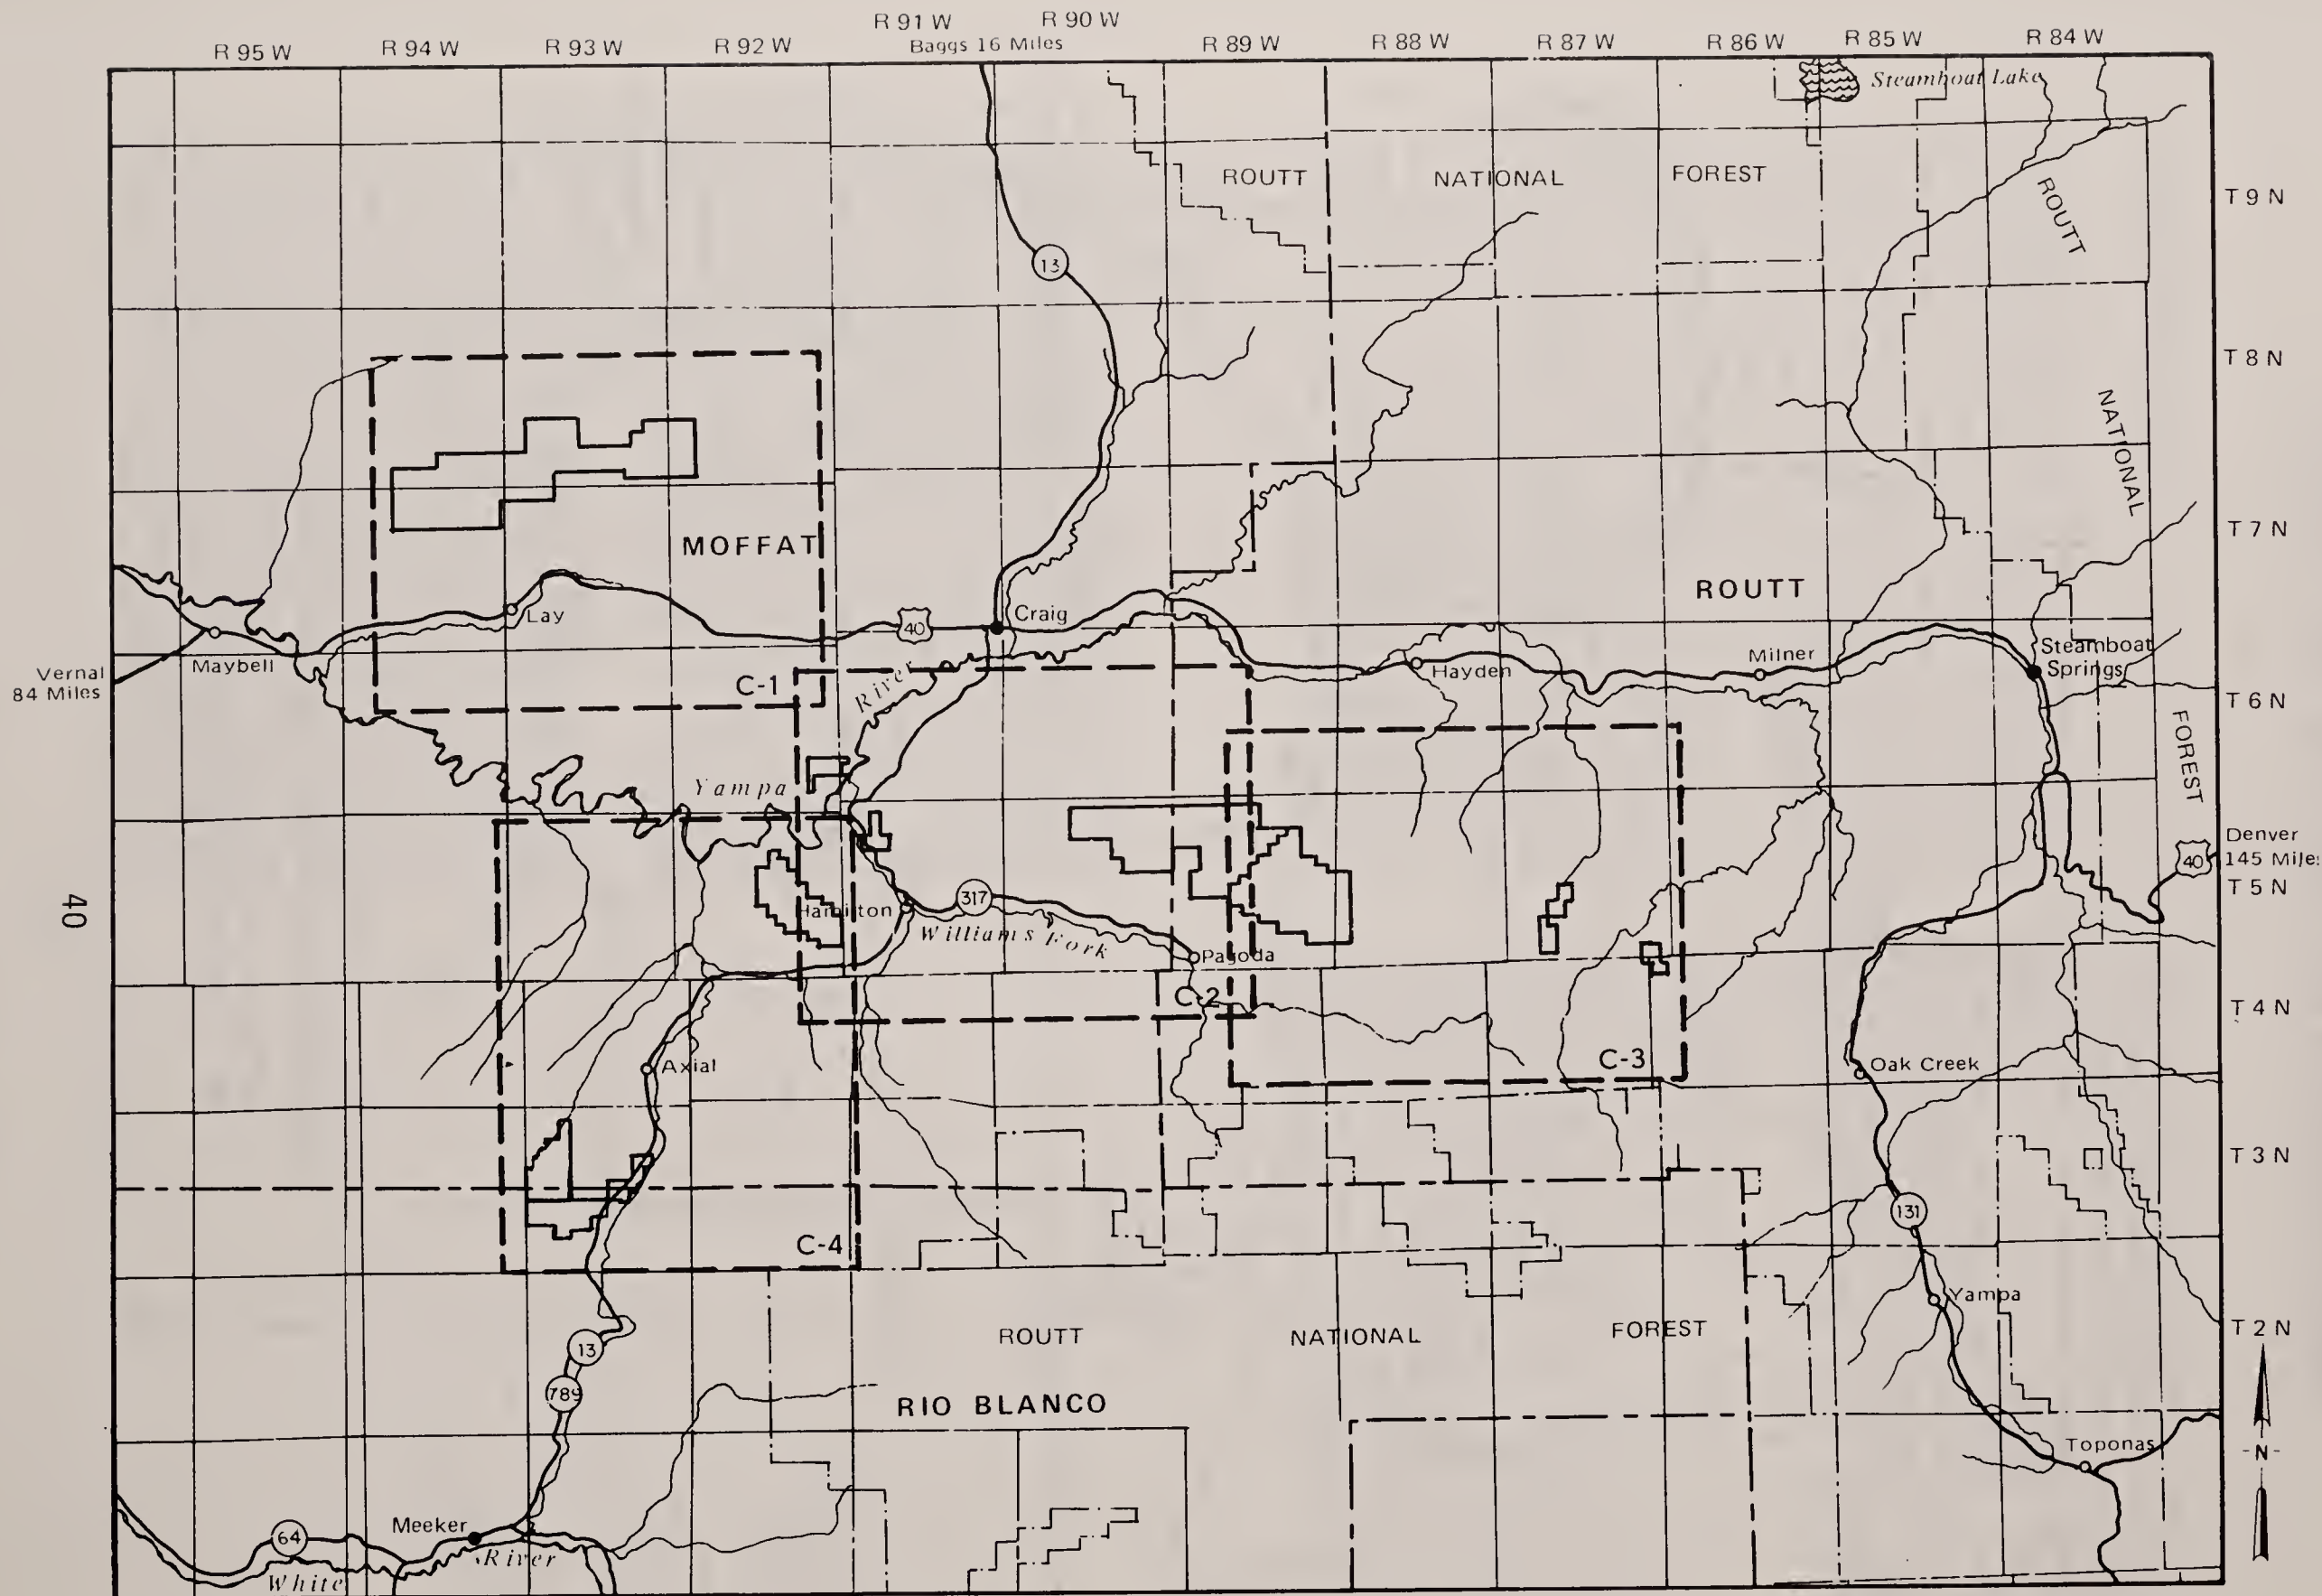 R 91 W
R 90 W
R 95 W
R 94 W
R 93 W
R 92 W
Baggs 16 Miles
R 89 W
R 88 W
R 87 W
R 86 W
R 85 W
R 84 W
Steamboat Lake
ROUTT
NATIONAL
FOREST
T 9 N
ROUTT
13
T 8 N
NATIONAL
T 7 N
MOFFAT
ROUTT
Lay
40
Craig
Maybell
Vernal
84 Miles
Hayden
Milner
Steamboat
Springs
C-1
River
T 6 N
FOREST
Yampa
Denver
145 Miles
40
T 5 N
40
Hamilton
317
Williams Fork
Pagoda
C-2
T 4 N
Axial
C-3
Oak Creek
T 3 N
131
C-4
Yampa
ROUTT
NATIONAL
FOREST
T 2 N
13
789
RIO BLANCO
Toponas
-N-
Meeker
64
River
White